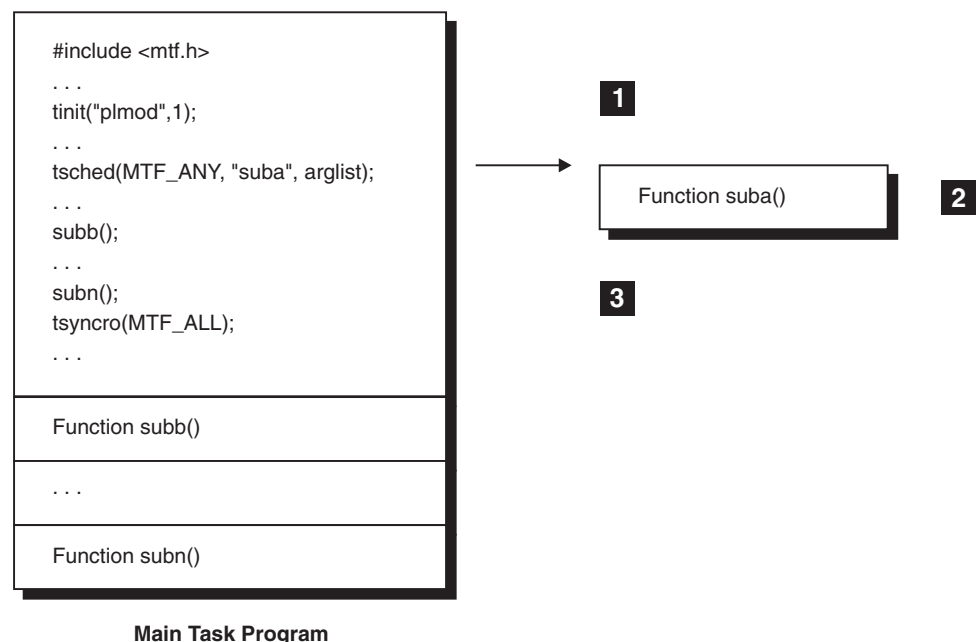 #include <mtf.h>
. . .
tinit("plmod",1);
. . .
tsched(MTF_ANY, "suba", arglist);
. . .
subb();
. . .
subn();
tsyncro(MTF_ALL);
. . .
Function subb()
. . .
Function subn()
Main Task Program
1
Function suba()
2
3